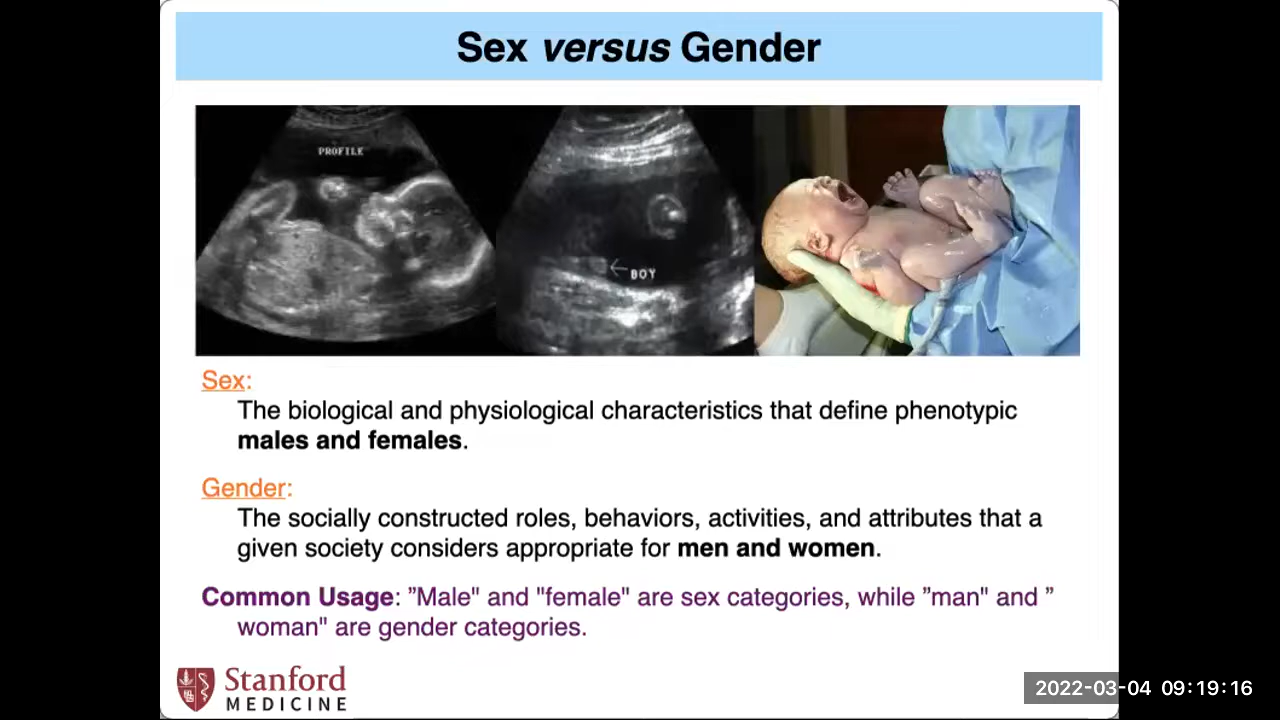 Sex versus Gender
PROFILE
BOY
Sex:
The biological and physiological characteristics that define phenotypic
males and females.
Gender:
The socially constructed roles, behaviors, activities, and attributes that a
given society considers appropriate for men and women.
Common Usage: ”Male" and "female" are sex categories, while ”man" and ”
woman" are gender categories.
Stanford
MEDICINE
2022-03-04 09:19:16